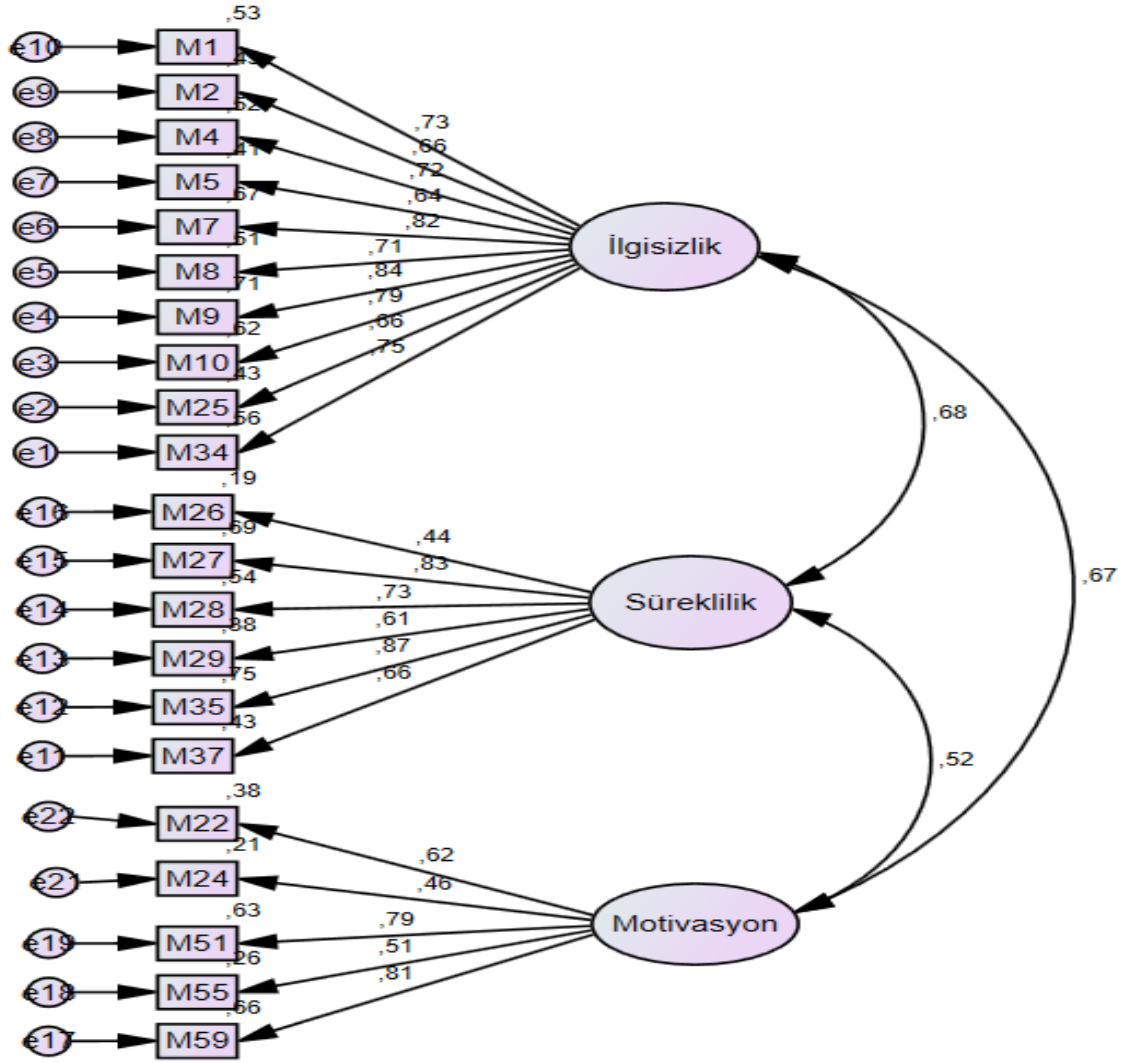 ,53
e10 M1
,43
e9 M2
,52
e8 M4
,41
e7 M5
,67
e6 M7
,51
e5 M8
,71
e4 M9
,62
e3 M10
,43
e2 M25
,56
e1 M34
,73
,66
,72
,64
,82
,71
,84
,79
,66
,75
İlgisizlik
,68
,67
,19
e16 M26
,69
e15 M27
,54
e14 M28
,38
e13 M29
,75
e12 M35
,43
e11 M37
,44
,83
,73
,61
,87
,66
Süreklilik
,52
,38
e22 M22
,21
e21 M24
,63
e19 M51
,26
e18 M55
,66
e17 M59
,62
,46
,79
,51
,81
Motivasyon